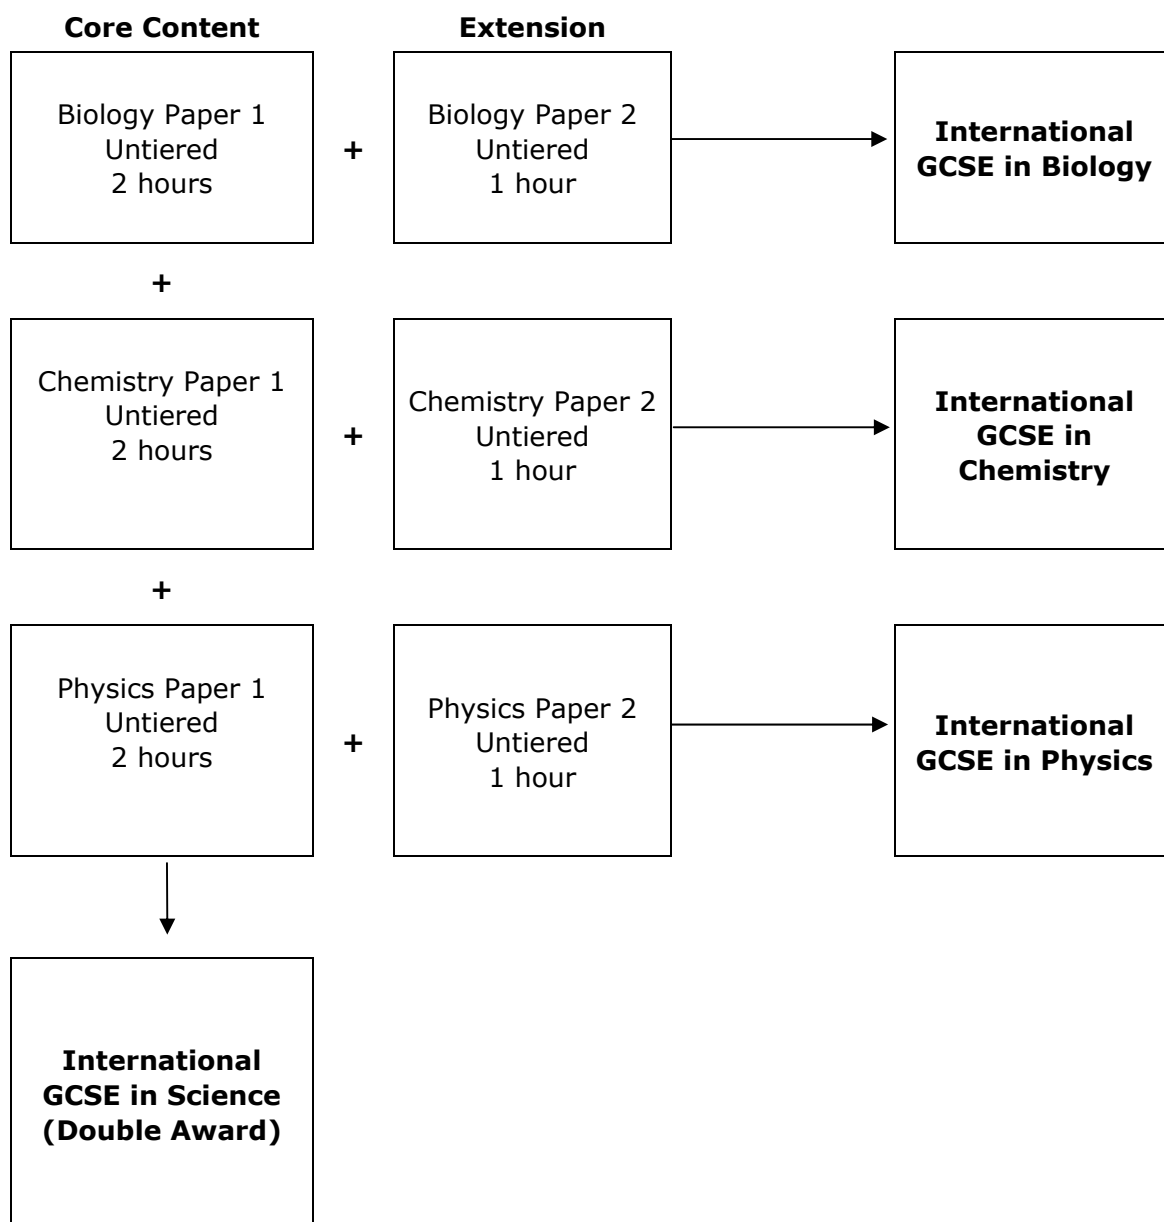 Core Content
Extension
Biology Paper 1
Untiered
2 hours
+
Biology Paper 2
Untiered
1 hour
International
GCSE in Biology
+
Chemistry Paper 1
Untiered
2 hours
+
Chemistry Paper 2
Untiered
1 hour
International
GCSE in
Chemistry
+
Physics Paper 1
Untiered
2 hours
+
Physics Paper 2
Untiered
1 hour
International
GCSE in Physics
International
GCSE in Science
(Double Award)